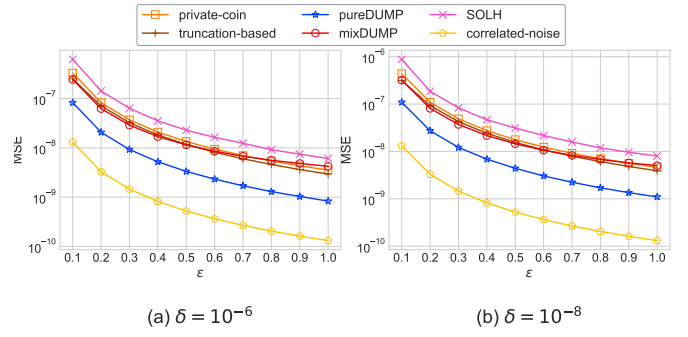 private-coin pureDUMP SOLH
truncation-based mixDUMP correlated-noise
MSE
10⁻⁷
10⁻⁸
10⁻⁹
10⁻¹⁰
0.1 0.2 0.3 0.4 0.5 0.6 0.7 0.8 0.9 1.0
ε
(a) δ = 10⁻⁶
MSE
10⁻⁶
10⁻⁷
10⁻⁸
10⁻⁹
10⁻¹⁰
0.1 0.2 0.3 0.4 0.5 0.6 0.7 0.8 0.9 1.0
ε
(b) δ = 10⁻⁸